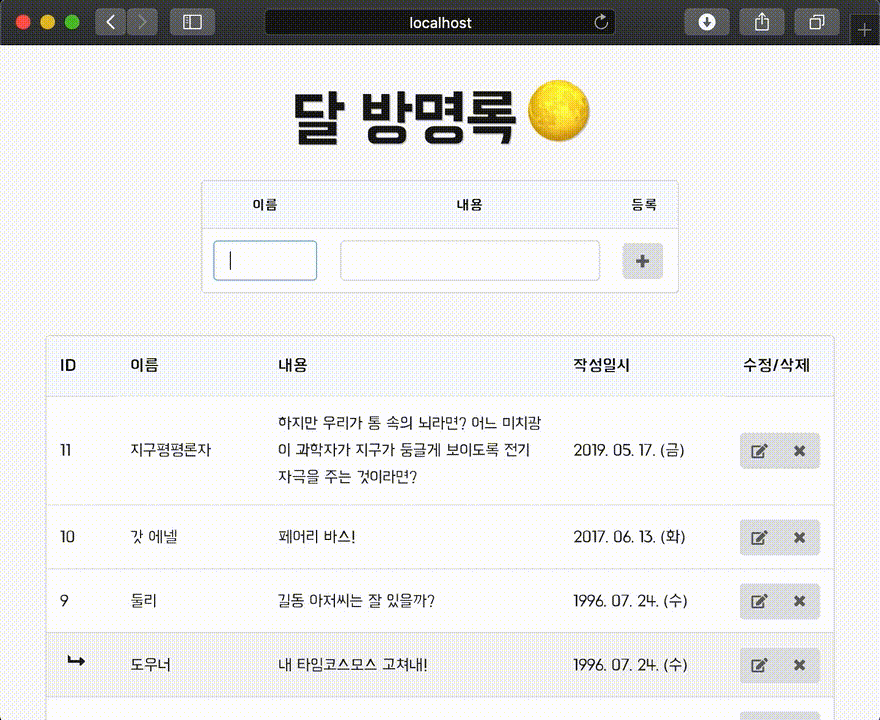 localhost
달 방명록
이름 내용 등록
ID 이름 내용 작성일시 수정/삭제
하지만 우리가 통 속의 뇌라면? 어느 미치광
11 지구평평론자 이 과학자가 지구가 둥글게 보이도록 전기 2019. 05. 17. (금)
자극을 주는 것이라면?
10 갓 에넬 페어리 바스! 2017. 06. 13. (화)
9 둘리 길동 아저씨는 잘 있을까? 1996. 07. 24. (수)
도우너 내 타임코스모스 고쳐내! 1996. 07. 24. (수)